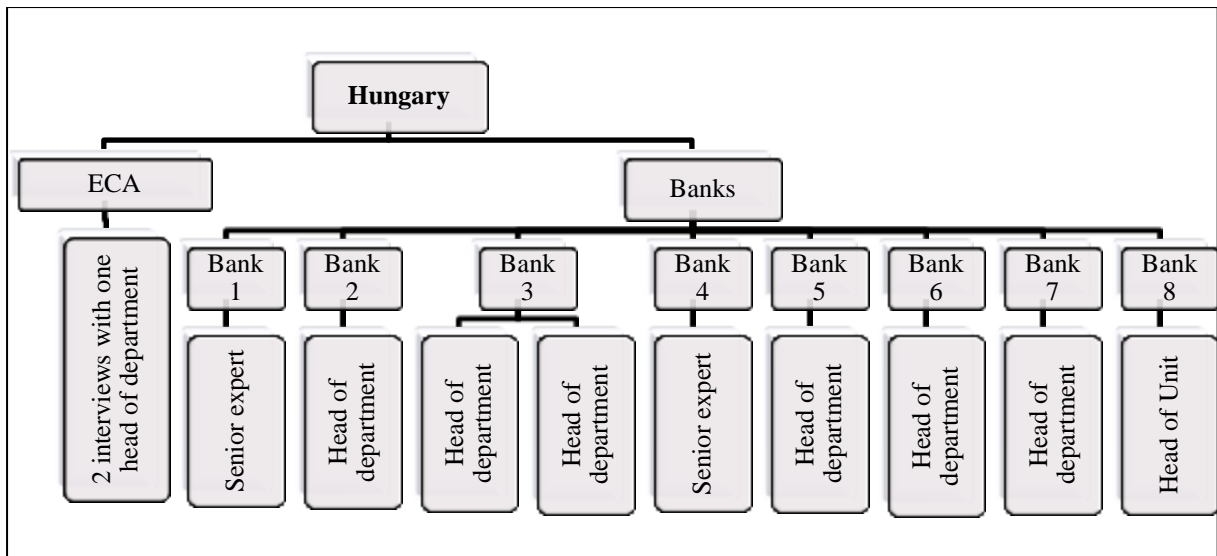 Hungary
ECA
Banks
2 interviews with one
head of department
Bank
1
Bank
2
Bank
3
Bank
4
Bank
5
Bank
6
Bank
7
Bank
8
Senior expert
Head of
department
Head of
department
Head of
department
Senior expert
Head of
department
Head of
department
Head of
department
Head of Unit